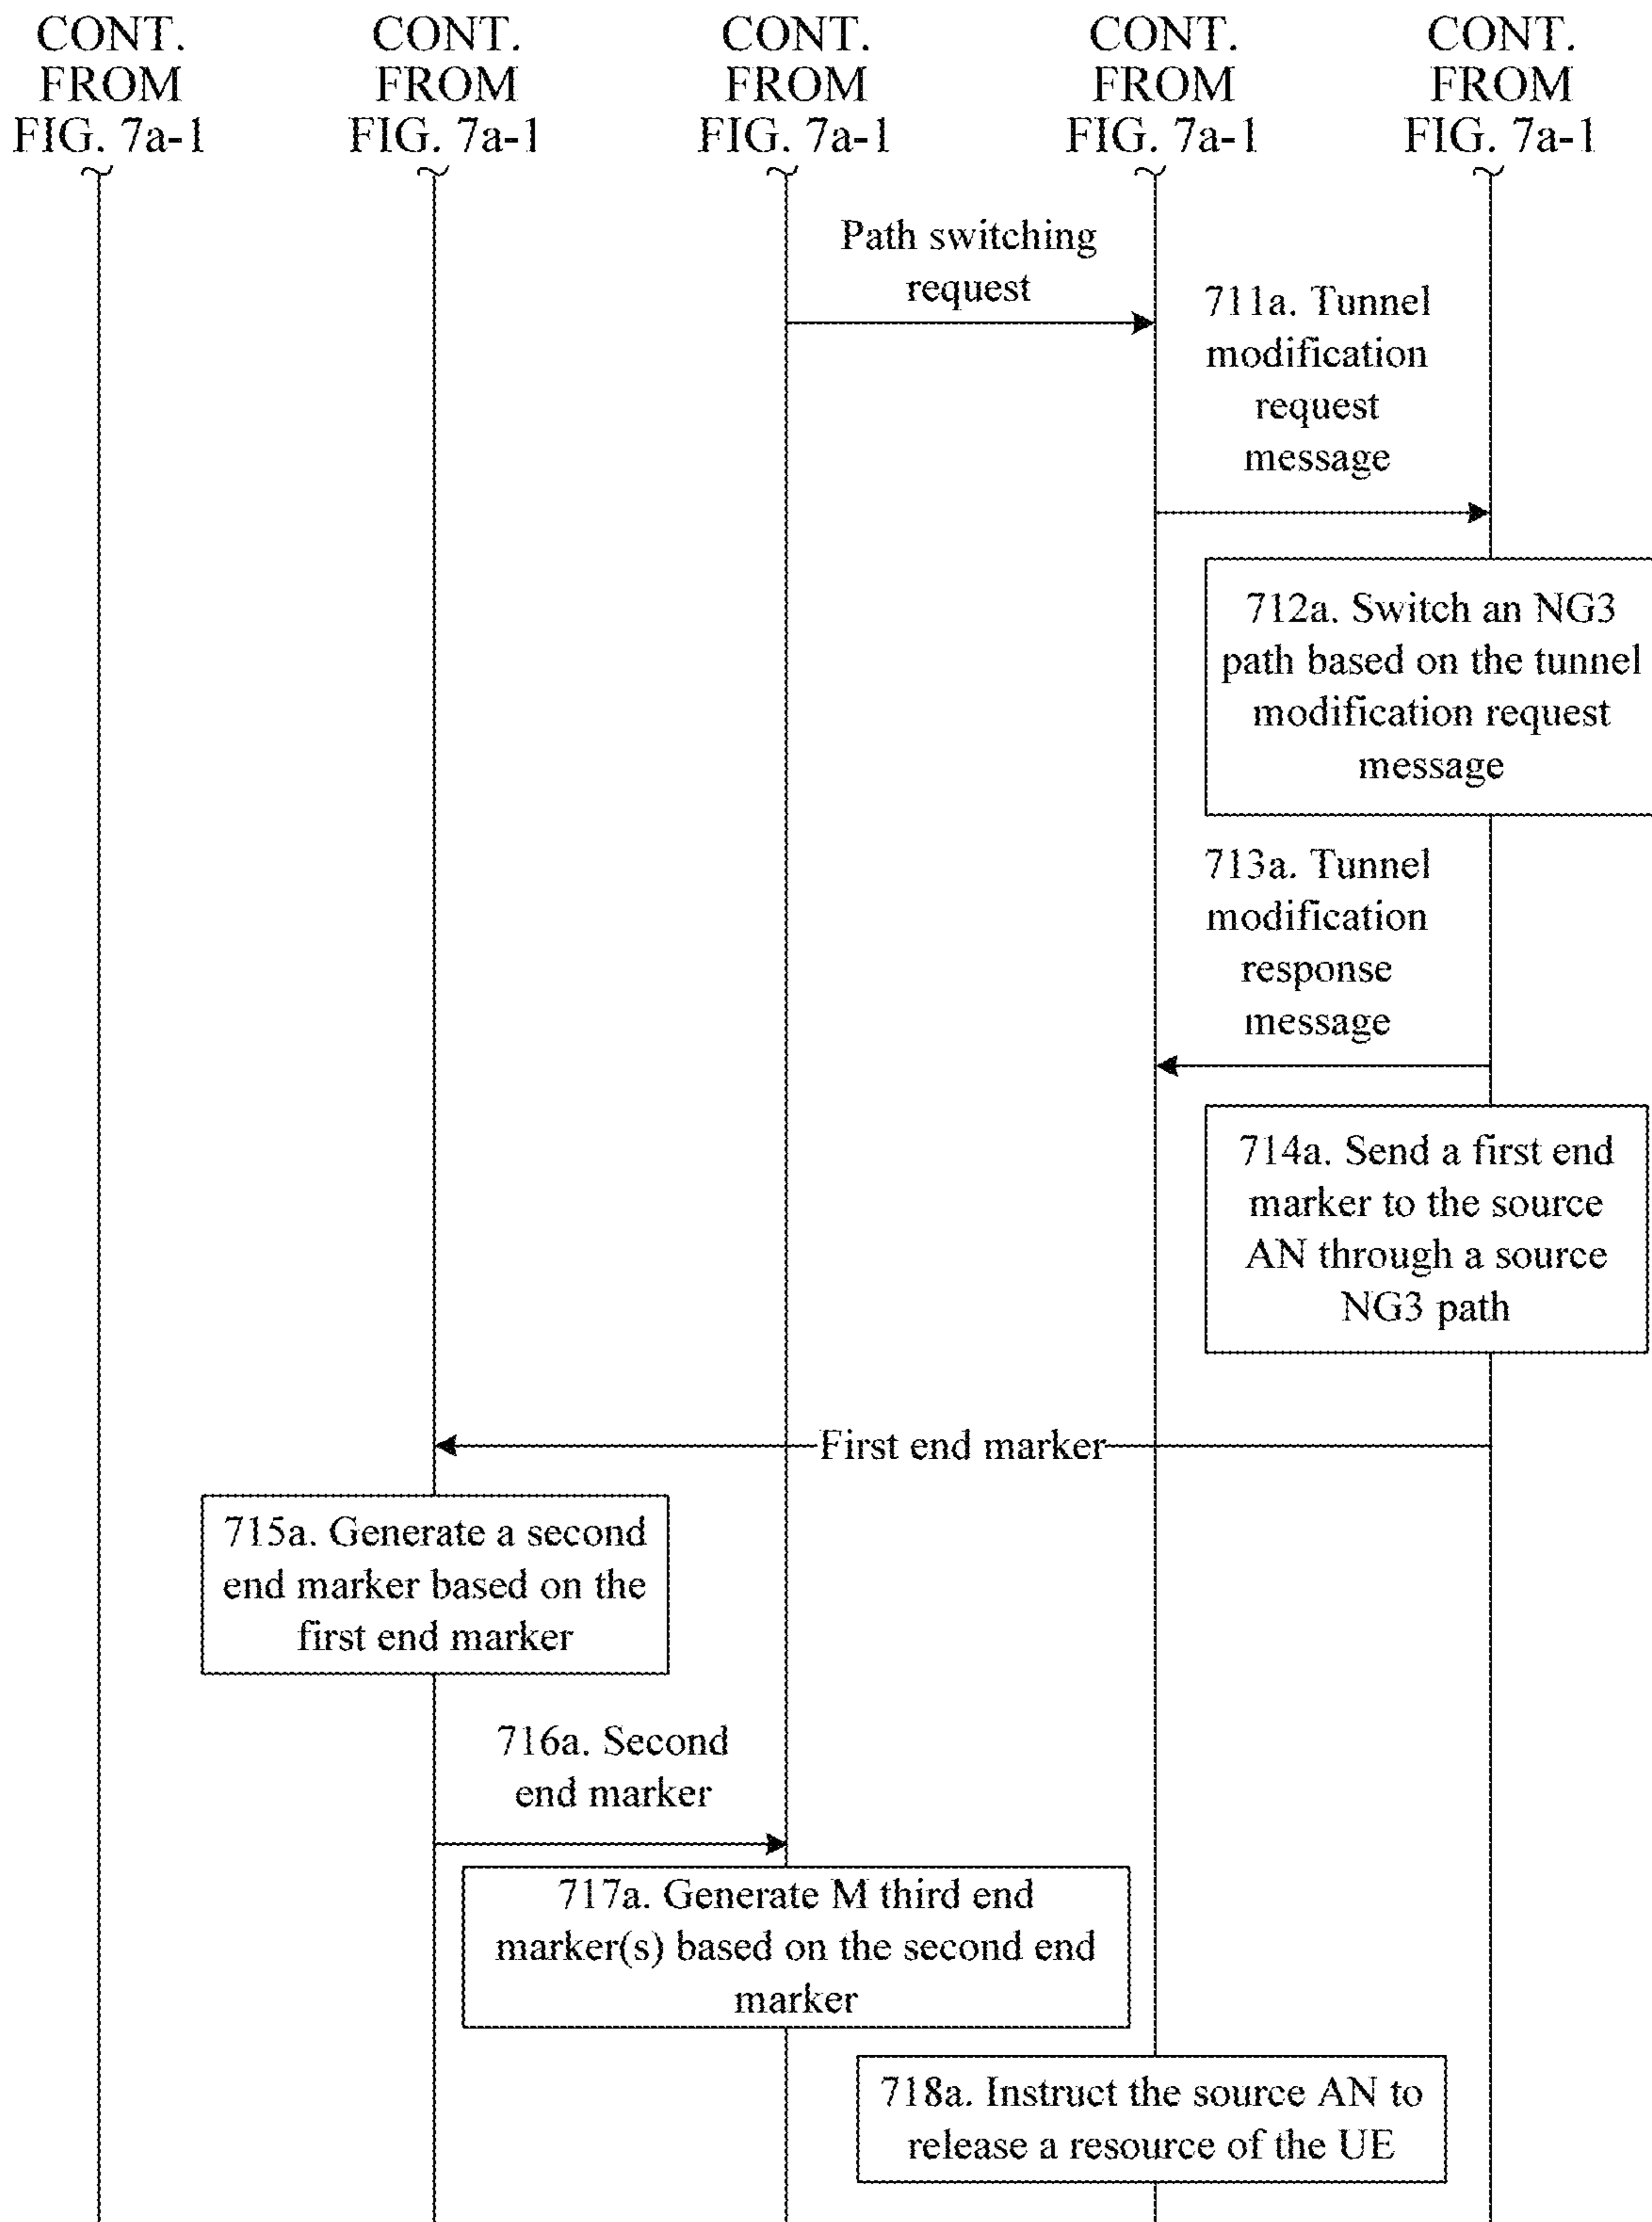 CONT.
FROM
FIG. 7a-1
CONT.
FROM
FIG. 7a-1
CONT.
FROM
FIG. 7a-1
CONT.
FROM
FIG. 7a-1
CONT.
FROM
FIG. 7a-1
Path switching
request
711a. Tunnel
modification
request
message
712a. Switch an NG3
path based on the tunnel
modification request
message
713a. Tunnel
modification
response
message
714a. Send a first end
marker to the source
AN through a source
NG3 path
First end marker
715a. Generate a second
end marker based on the
first end marker
716a. Second
end marker
717a. Generate M third end
marker(s) based on the second end
marker
718a. Instruct the source AN to
release a resource of the UE